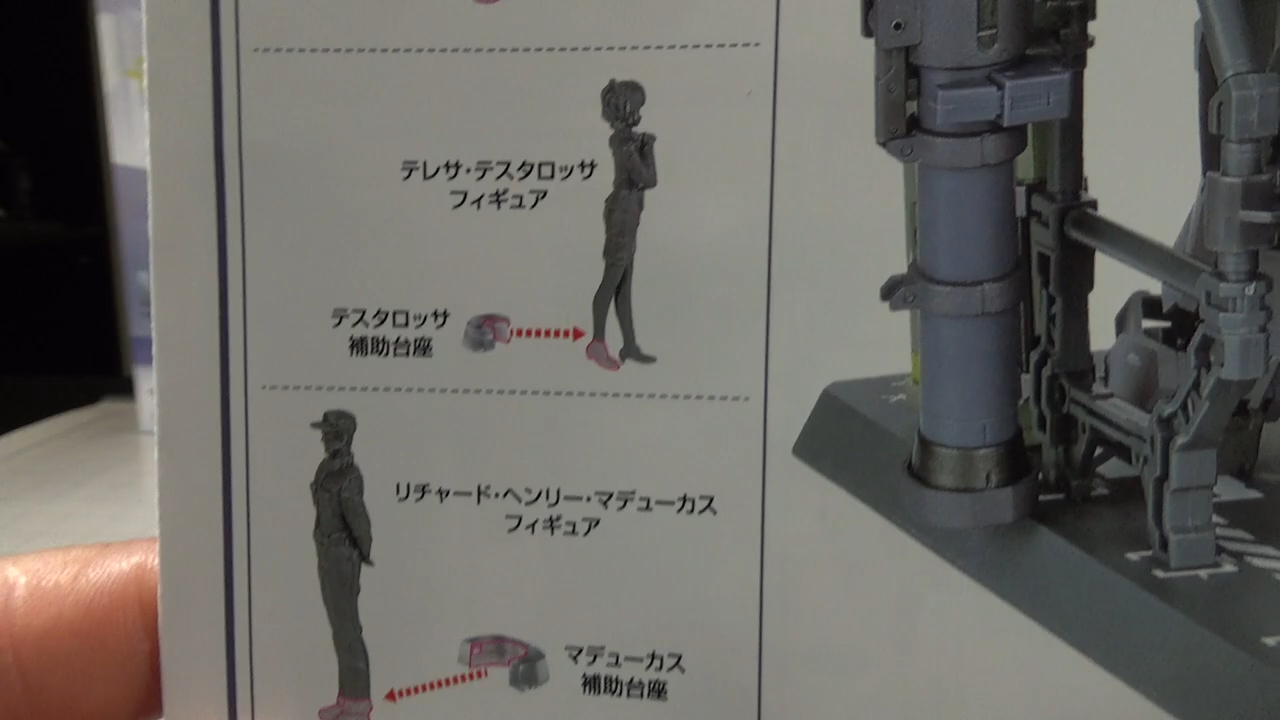 テレサ・テスタロッサ
フィギュア
テスタロッサ
補助台座
リチャード・ヘンリー・マデューカス
フィギュア
マデューカス
補助台座